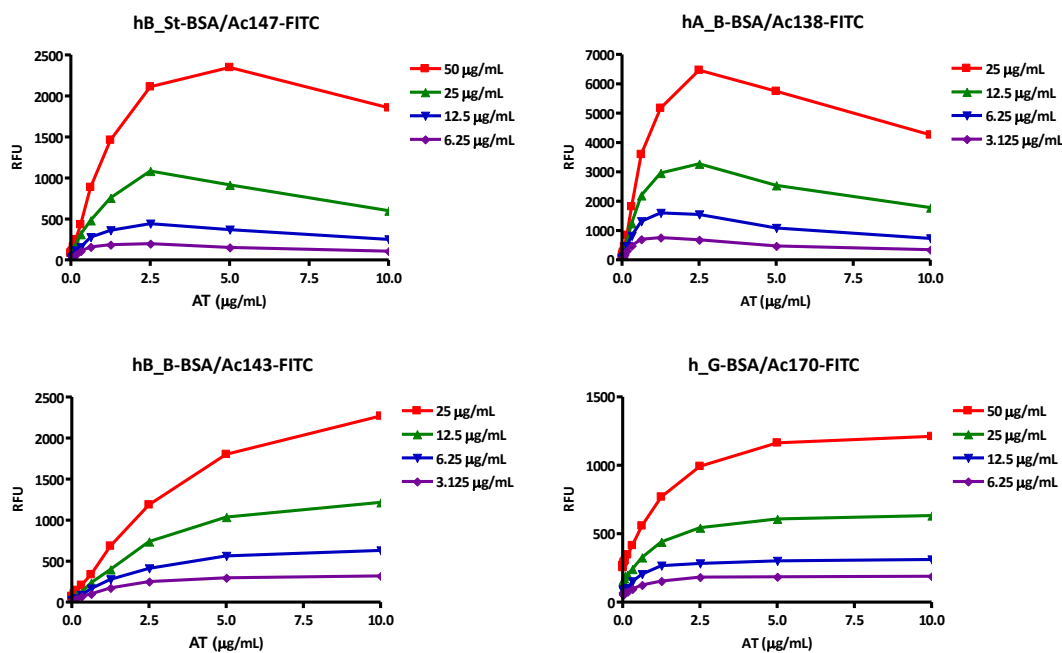 hB_St-BSA/Ac147-FITC
2500
2000
1500
1000
500
0
RFU
0.0 2.5 5.0 7.5 10.0
AT (µg/mL)
50 µg/mL
25 µg/mL
12.5 µg/mL
6.25 µg/mL
hA_B-BSA/Ac138-FITC
7000
6000
5000
4000
3000
2000
1000
0
RFU
0.0 2.5 5.0 7.5 10.0
AT (µg/mL)
25 µg/mL
12.5 µg/mL
6.25 µg/mL
3.125 µg/mL
hB_B-BSA/Ac143-FITC
2500
2000
1500
1000
500
0
RFU
0.0 2.5 5.0 7.5 10.0
AT (µg/mL)
25 µg/mL
12.5 µg/mL
6.25 µg/mL
3.125 µg/mL
h_G-BSA/Ac170-FITC
1500
1000
500
0
RFU
0.0 2.5 5.0 7.5 10.0
AT (µg/mL)
50 µg/mL
25 µg/mL
12.5 µg/mL
6.25 µg/mL